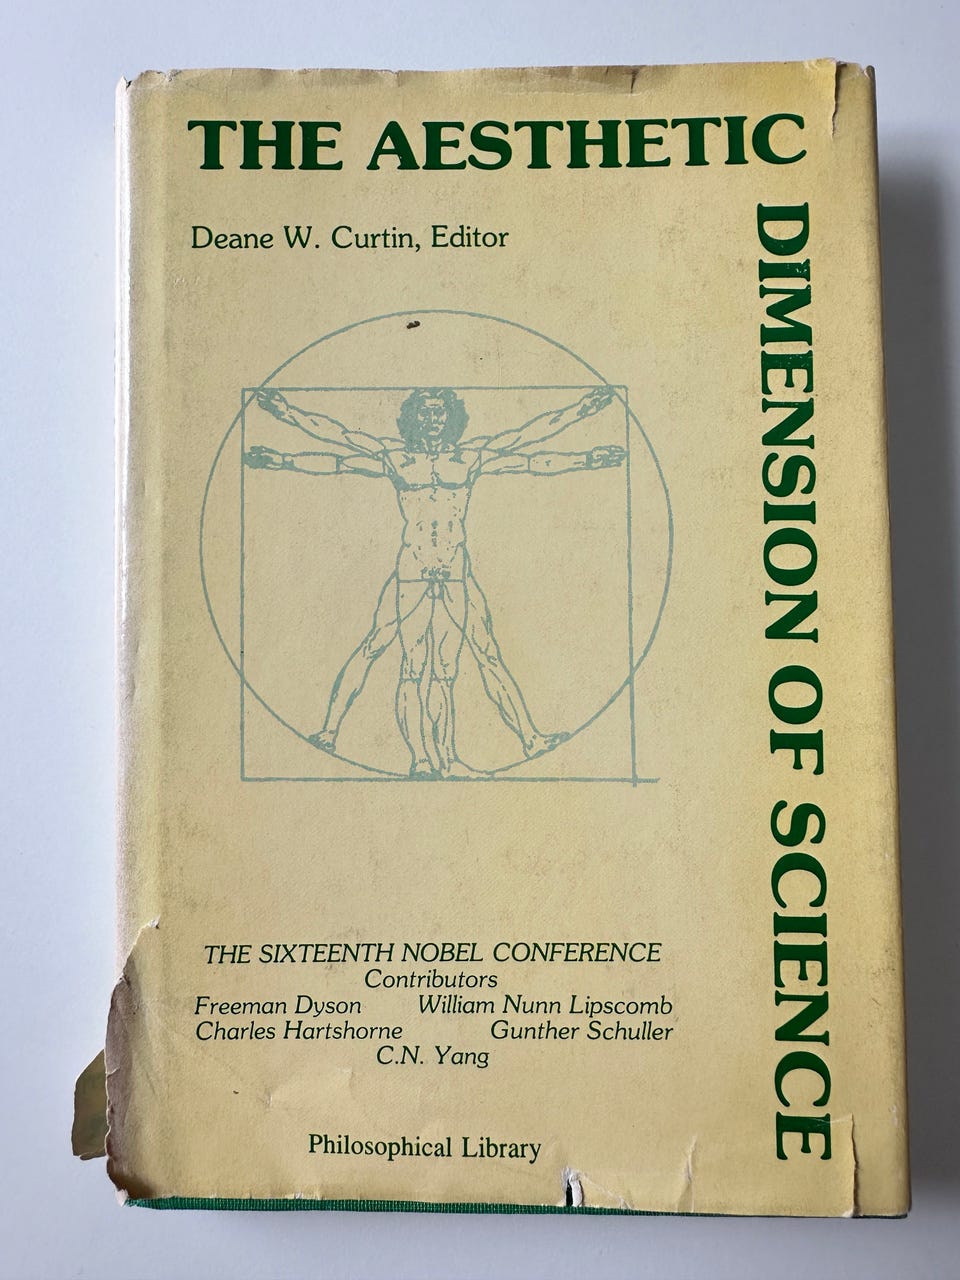 THE AESTHETIC
DIMENSION OF SCIENCE
Deane W. Curtin, Editor
THE SIXTEENTH NOBEL CONFERENCE
Contributors
Freeman Dyson William Nunn Lipscomb
Charles Hartshorne Gunther Schuller
C.N. Yang
Philosophical Library